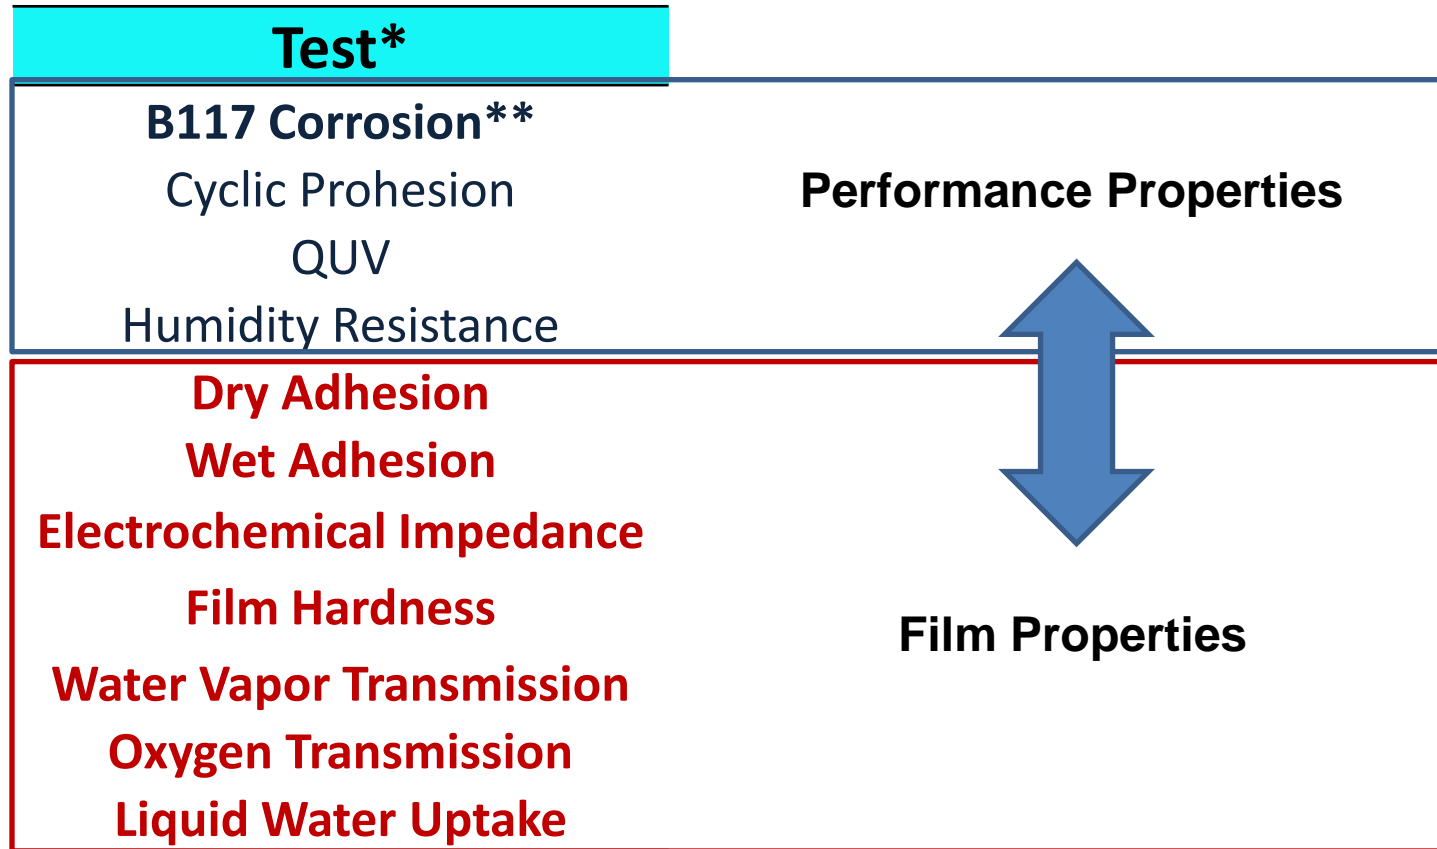 Test*
B117 Corrosion**
Cyclic Prohesion
QUV
Humidity Resistance
Performance Properties
Dry Adhesion
Wet Adhesion
Electrochemical Impedance
Film Hardness
Water Vapor Transmission
Oxygen Transmission
Liquid Water Uptake
Film Properties